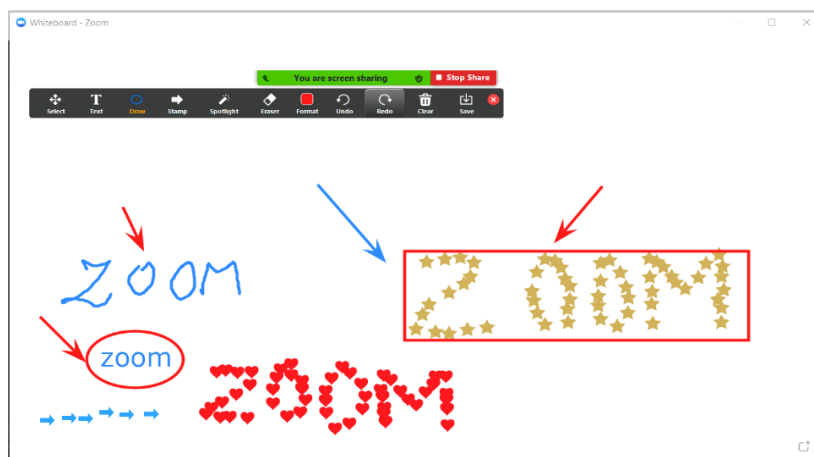 Whiteboard - Zoom
You are screen sharing Stop Share
Select Text Draw Stamp Spotlight Eraser Format Undo Redo Clear Save
ZOOM
ZOOM
zoom
ZOOM